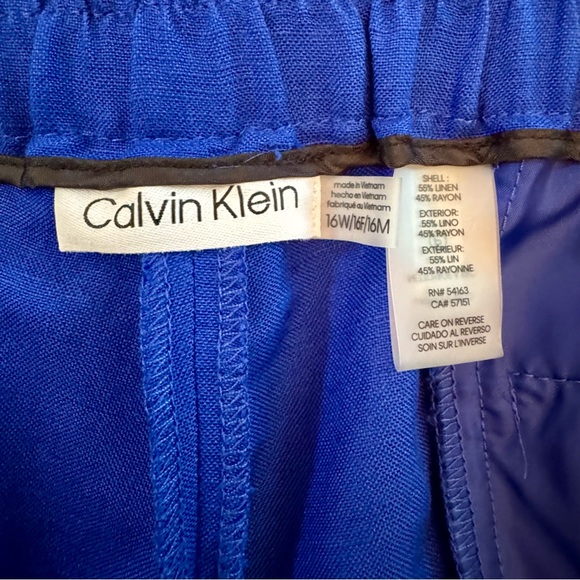 Calvin Klein
made in Vietnam
hecho en Vietnam
fabriqué au Vietnam
16W/16F/16M
SHELL:
55% LINEN
45% RAYON
EXTERIOR:
55% LINO
45% RAYON
EXTÉRIEUR:
55% LIN
45% RAYONNE
RN# 54163
CA# 57151
CARE ON REVERSE
CUIDADO AL REVERSO
SOIN SUR L'INVERSE